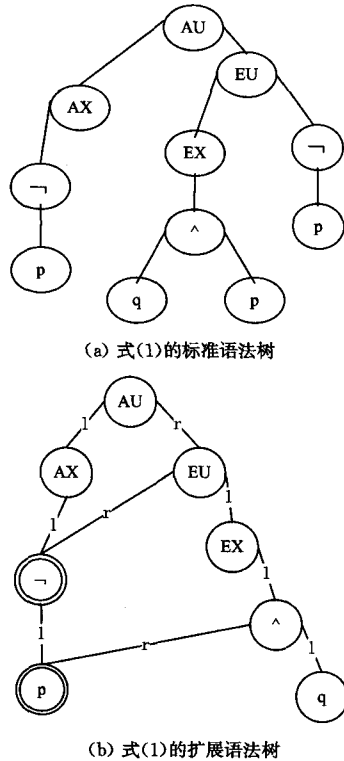 AU
AX EU
¬ EX ¬
p ^ p
q p
(a) 式(1)的标准语法树
AU
l r
AX EU
l r l
¬ EX
l l
^
r l
p q
(b) 式(1)的扩展语法树